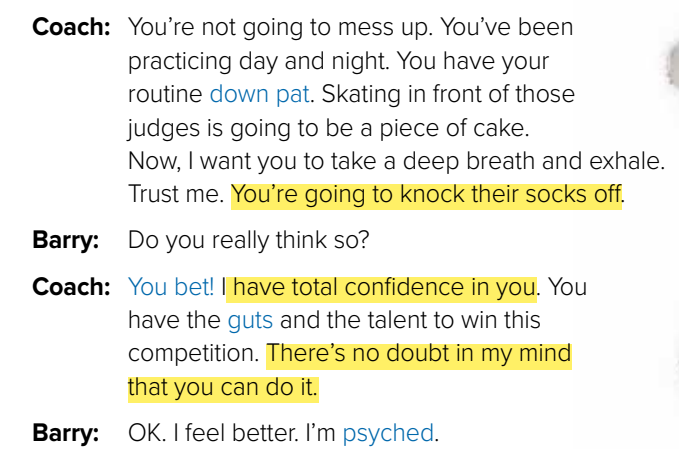 Coach: You’re not going to mess up. You’ve been
practicing day and night. You have your
routine down pat. Skating in front of those
judges is going to be a piece of cake.
Now, I want you to take a deep breath and exhale.
Trust me. You’re going to knock their socks off.
Barry: Do you really think so?
Coach: You bet! I have total confidence in you. You
have the guts and the talent to win this
competition. There’s no doubt in my mind
that you can do it.
Barry: OK. I feel better. I’m psyched.